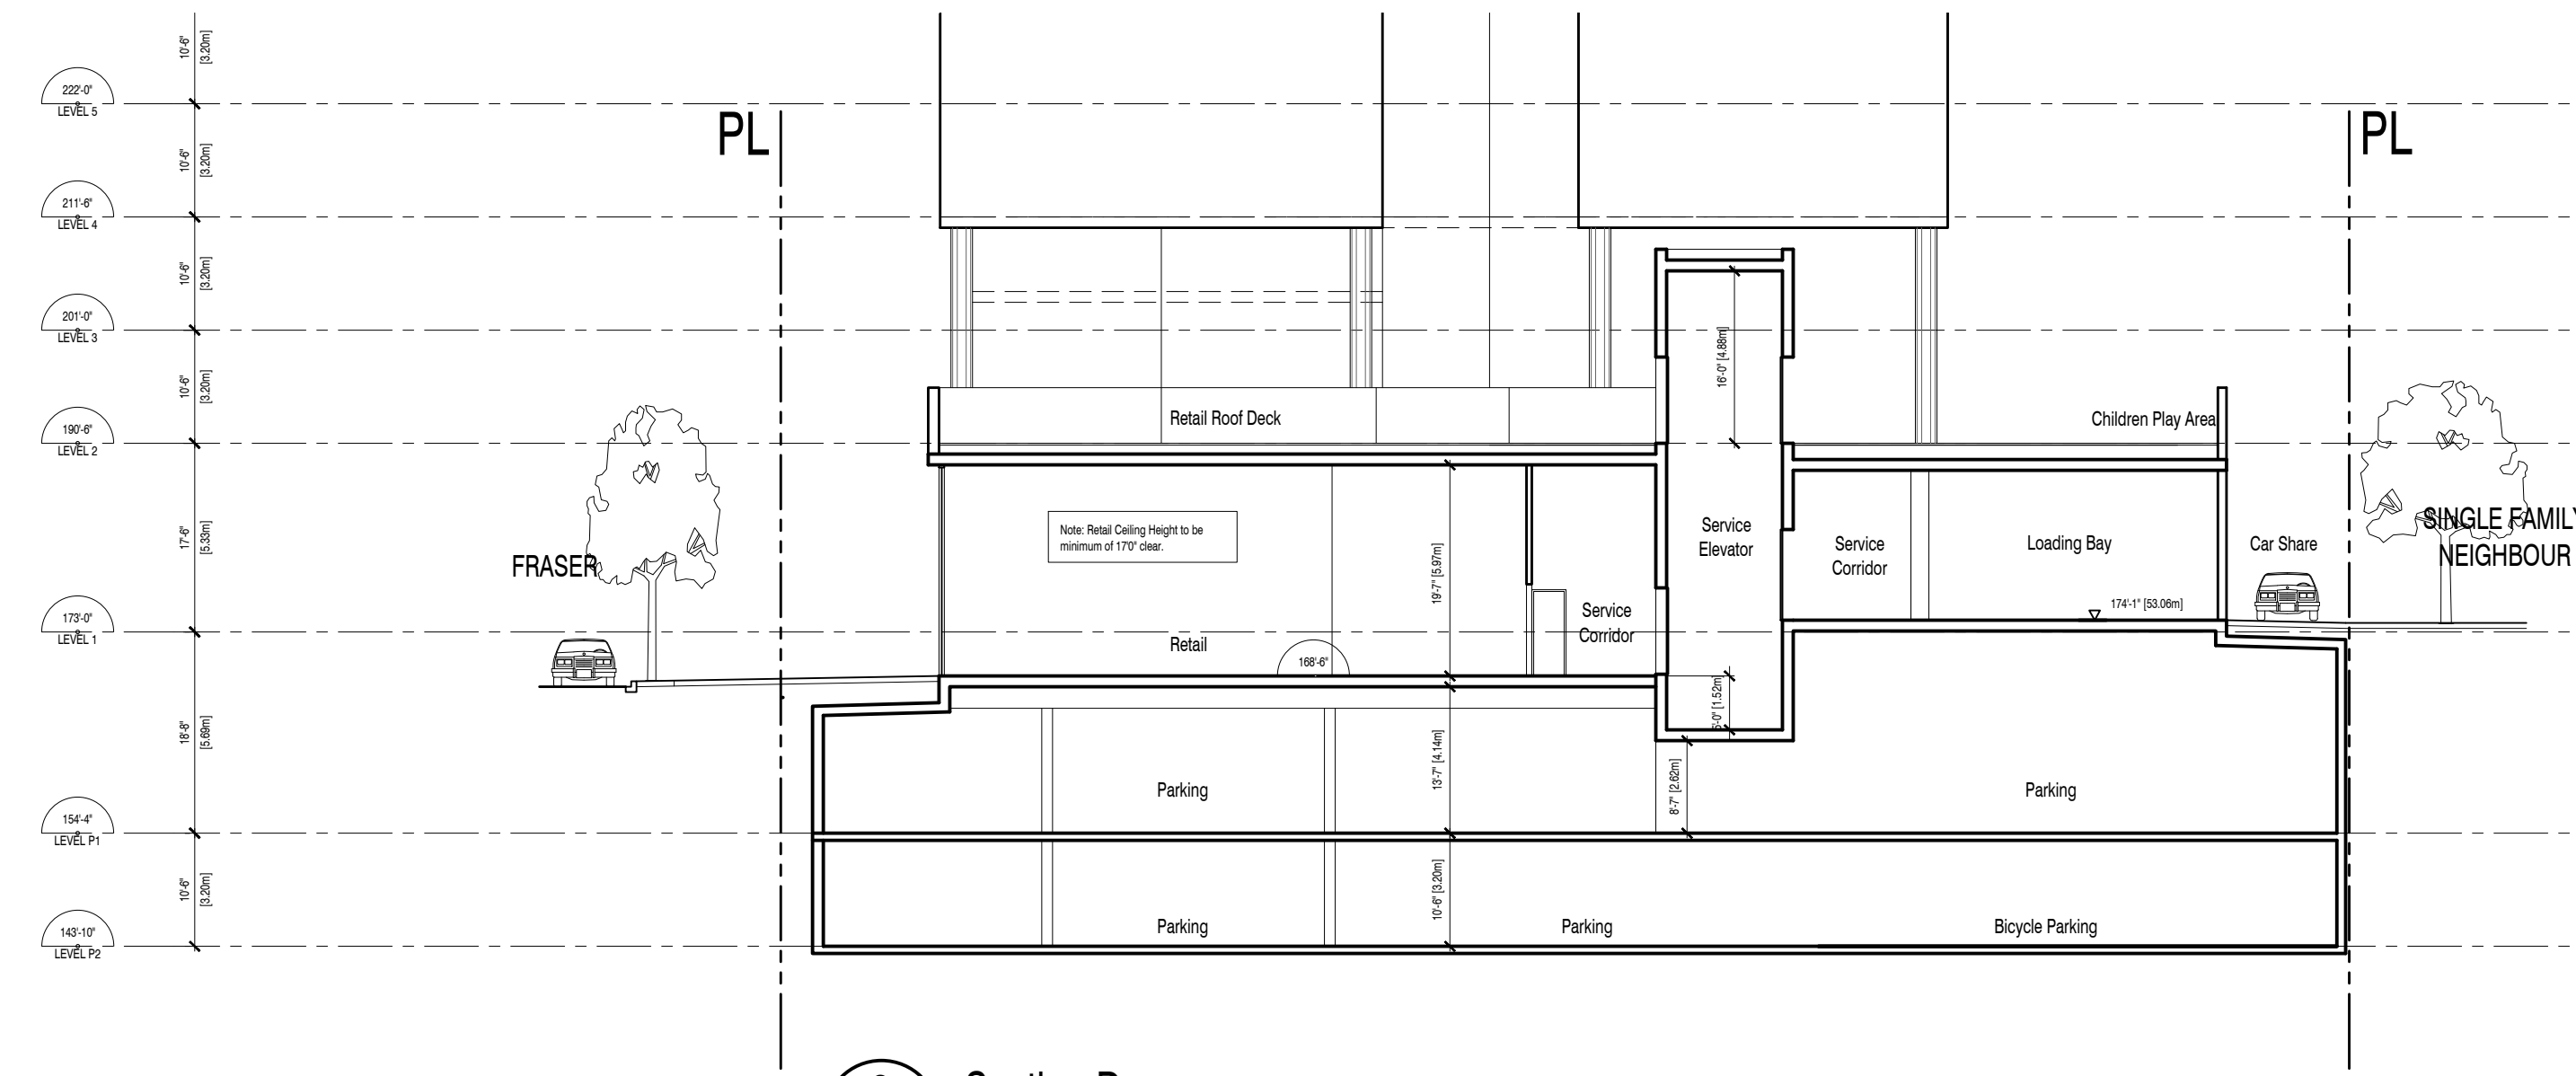 10'-6"
[3.20m]
222'-0"
LEVEL 5
PL
PL
10'-6"
[3.20m]
211'-6"
LEVEL 4
10'-6"
[3.20m]
201'-0"
LEVEL 3
16'-0" [4.88m]
10'-6"
[3.20m]
Retail Roof Deck
Children Play Area
190'-6"
LEVEL 2
17'-6"
[5.33m]
Note: Retail Ceiling Height to be
minimum of 17'0" clear.
FRASER
19'-7" [5.97m]
Service
Elevator
Service
Corridor
Loading Bay
Car Share
SINGLE FAMILY
NEIGHBOUR
174'-1" [53.06m]
173'-0"
LEVEL 1
Service
Corridor
Retail
168'-6"
5'-0" [1.52m]
18'-8"
[5.69m]
13'-7" [4.14m]
8'-7" [2.62m]
Parking
Parking
154'-4"
LEVEL P1
10'-6"
[3.20m]
10'-6" [3.20m]
Parking
Parking
Bicycle Parking
143'-10"
LEVEL P2